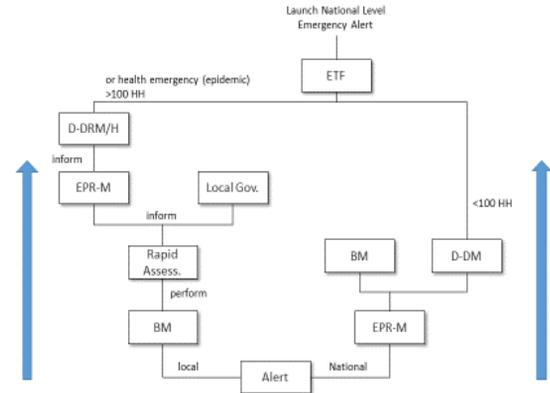 Launch National Level
Emergency Alert
ETF
or health emergency (epidemic)
>100 HH
D-DRM/H
inform
EPR-M
Local Gov.
<100 HH
inform
Rapid
Assess.
BM
D-DM
perform
BM
EPR-M
local
National
Alert